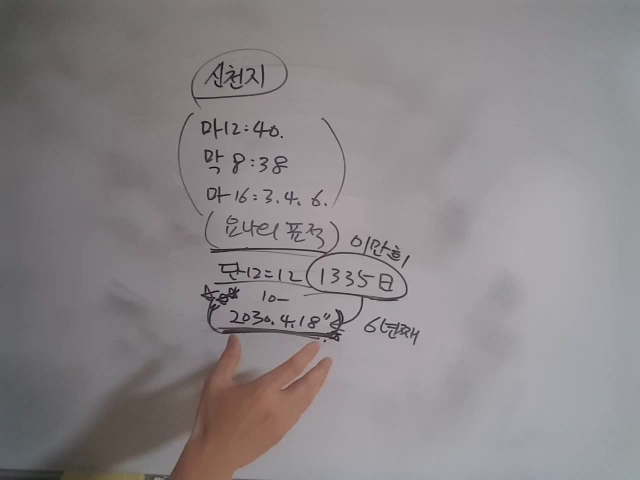 신천지
마12:40.
막 8:38
마16:3.4.6.
(요나의 표적)
이만희
단12=12 1335日
10-
2030.4.18"
6년째